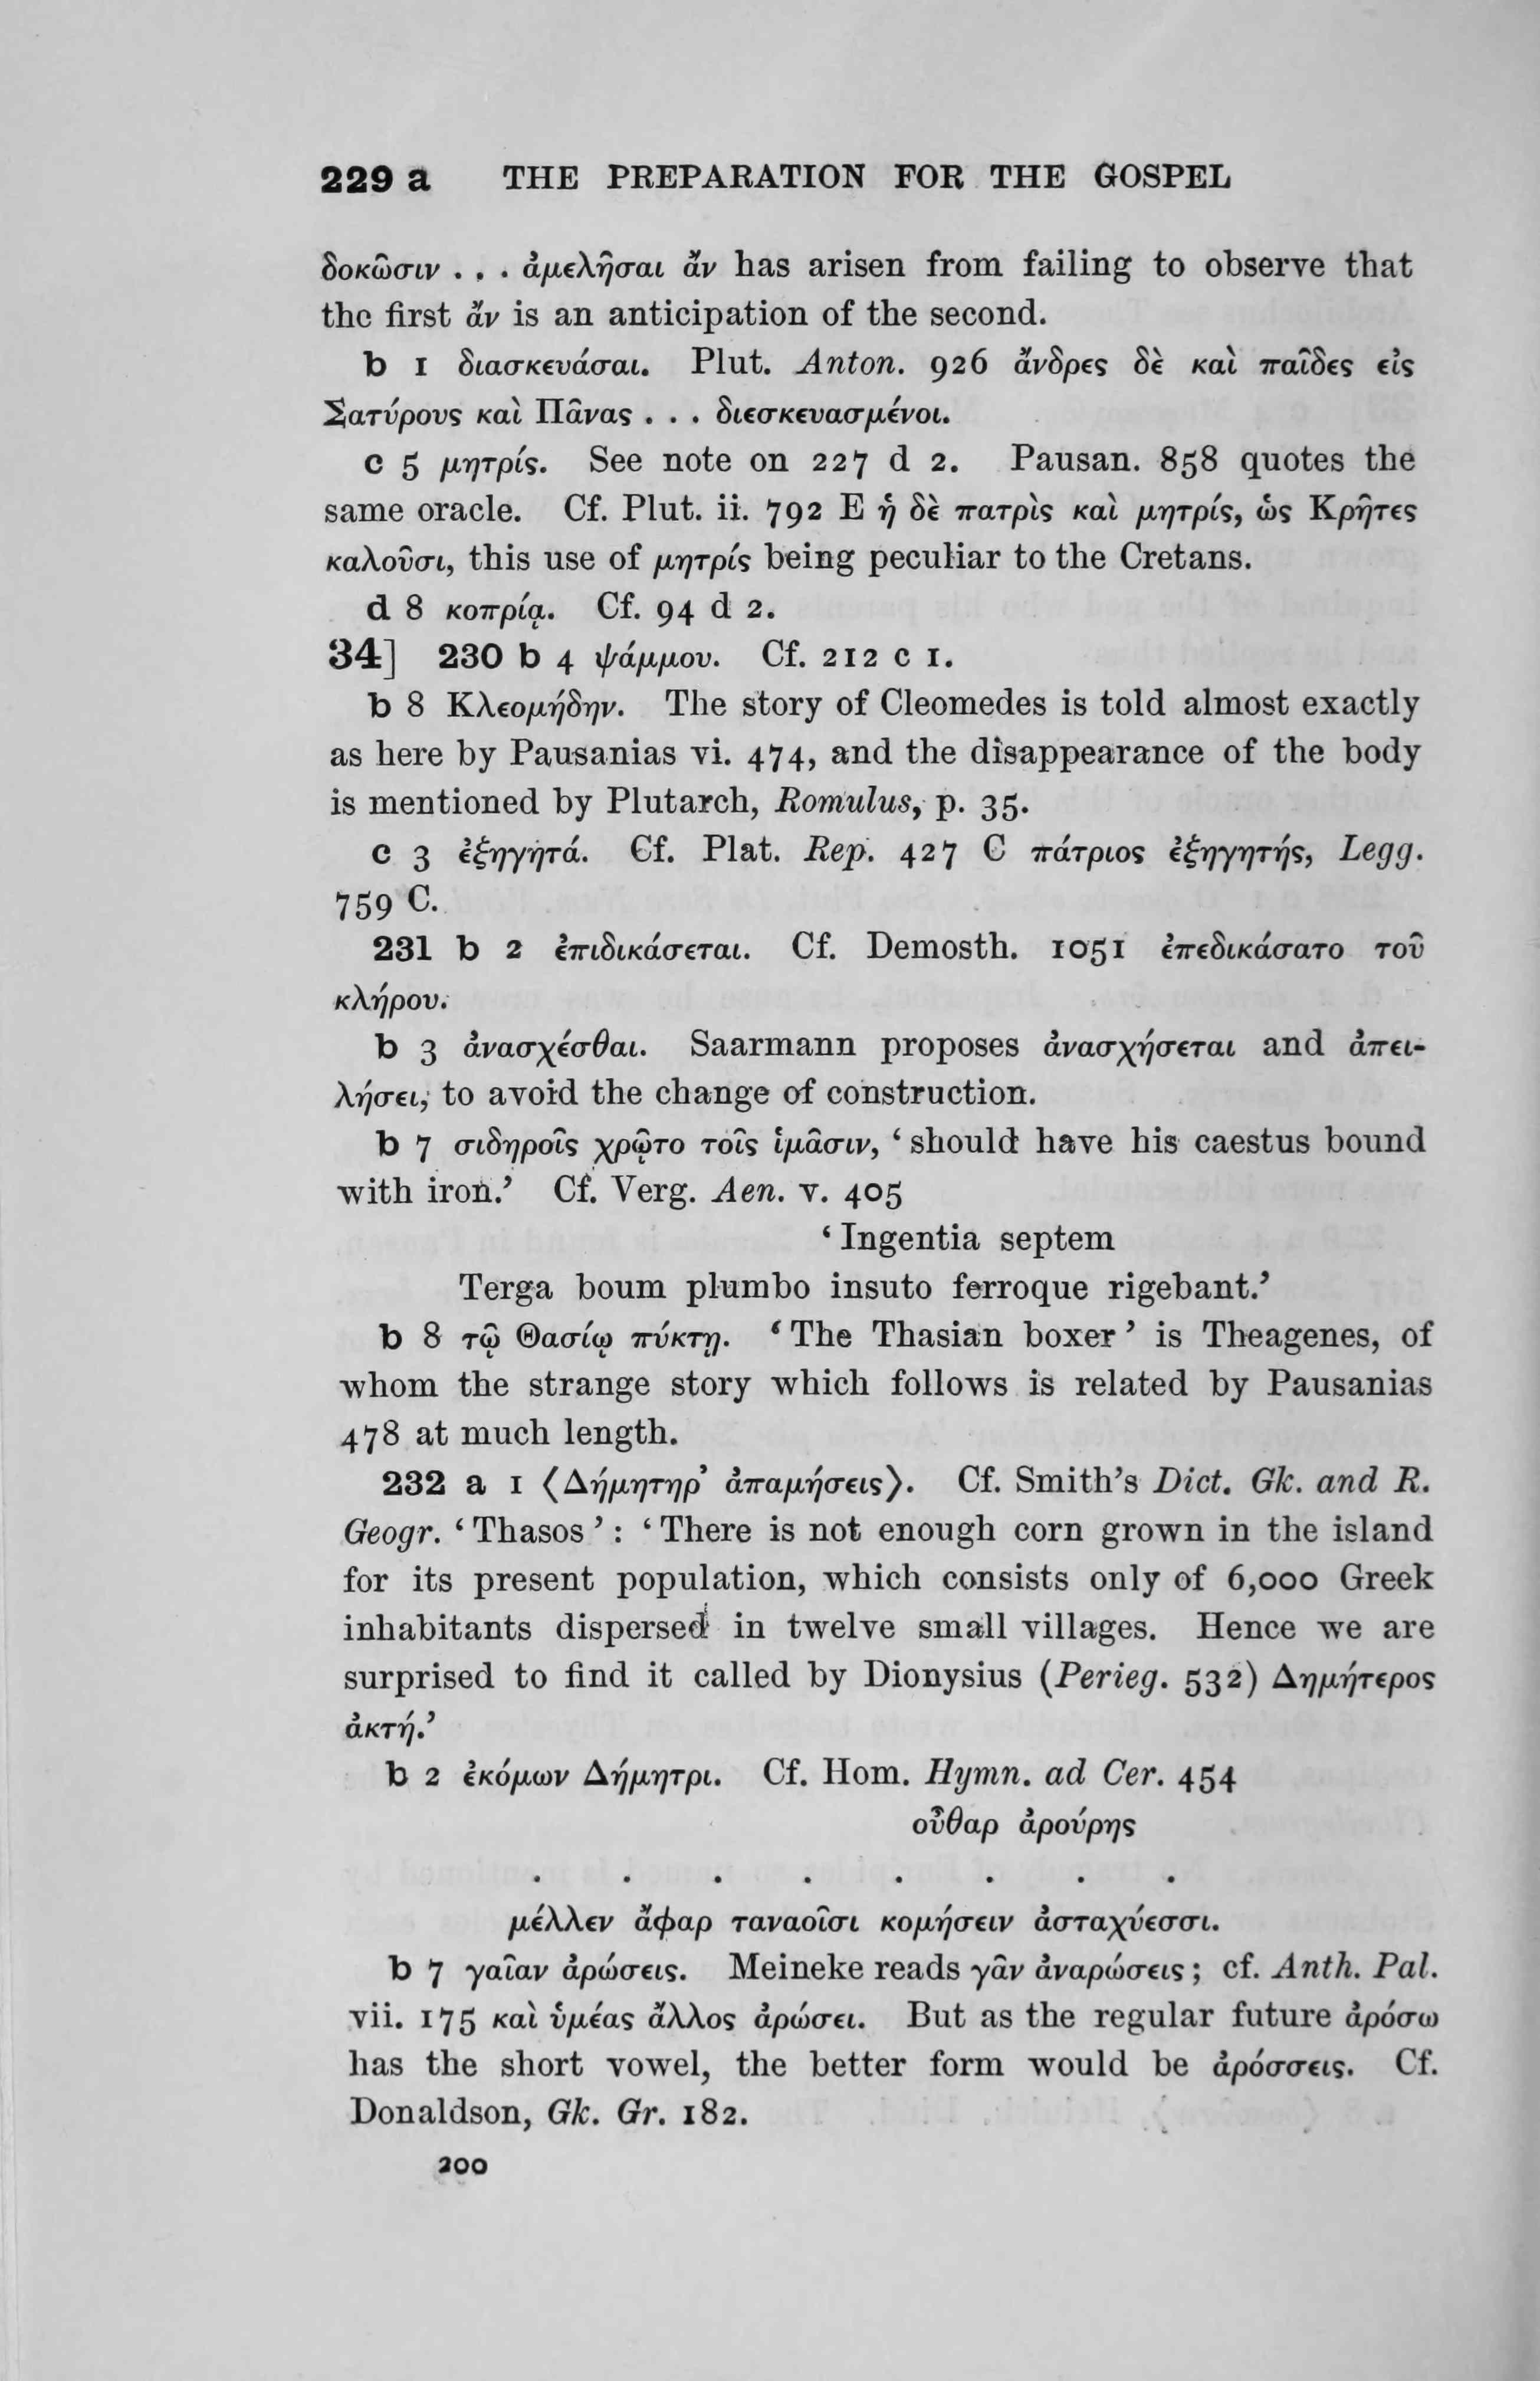 229 a THE PREPARATION FOR THE GOSPEL
δοκῶσιν . . . ἀμελῆσαι ἄν has arisen from failing to observe that
the first ἄν is an anticipation of the second.
b 1 διασκευάσαι. Plut. Anton. 926 ἄνδρες δὲ καὶ παῖδες εἰς
Σατύρους καὶ Πᾶνας . . . διεσκευασμένοι.
c 5 μητρίς. See note on 227 d 2. Pausan. 858 quotes the
same oracle. Cf. Plut. ii. 792 E ἡ δὲ πατρὶς καὶ μητρίς, ὡς Κρῆτες
καλοῦσι, this use of μητρίς being peculiar to the Cretans.
d 8 κοπρίᾳ. Cf. 94 d 2.
34] 230 b 4 ψάμμου. Cf. 212 c 1.
b 8 Κλεομήδην. The story of Cleomedes is told almost exactly
as here by Pausanias vi. 474, and the disappearance of the body
is mentioned by Plutarch, Romulus, p. 35.
c 3 ἐξηγητά. Cf. Plat. Rep. 427 C πάτριος ἐξηγητής, Legg.
759 C.
231 b 2 ἐπιδικάσεται. Cf. Demosth. 1051 ἐπεδικάσατο τοῦ
κλήρου.
b 3 ἀνασχέσθαι. Saarmann proposes ἀνασχήσεται and ἀπει-
λήσει, to avoid the change of construction.
b 7 σιδηροῖς χρῷτο τοῖς ἱμᾶσιν, ‘should have his caestus bound
with iron.’ Cf. Verg. Aen. v. 405
‘Ingentia septem
Terga boum plumbo insuto ferroque rigebant.’
b 8 τῷ Θασίῳ πύκτῃ. ‘The Thasian boxer’ is Theagenes, of
whom the strange story which follows is related by Pausanias
478 at much length.
232 a 1 ⟨Δήμητηρ’ ἀπαμήσεις⟩. Cf. Smith’s Dict. Gk. and R.
Geogr. ‘Thasos’: ‘There is not enough corn grown in the island
for its present population, which consists only of 6,000 Greek
inhabitants dispersed in twelve small villages. Hence we are
surprised to find it called by Dionysius (Perieg. 532) Δημήτερος
ἀκτή.’
b 2 ἐκόμων Δήμητρι. Cf. Hom. Hymn. ad Cer. 454
οὖθαρ ἀρούρης
. . . . . . . .
μέλλεν ἄφαρ ταναοῖσι κομήσειν ἀσταχύεσσι.
b 7 γαῖαν ἀρώσεις. Meineke reads γᾶν ἀναρώσεις; cf. Anth. Pal.
vii. 175 καὶ ὑμέας ἄλλος ἀρώσει. But as the regular future ἀρόσω
has the short vowel, the better form would be ἀρόσσεις. Cf.
Donaldson, Gk. Gr. 182.
200